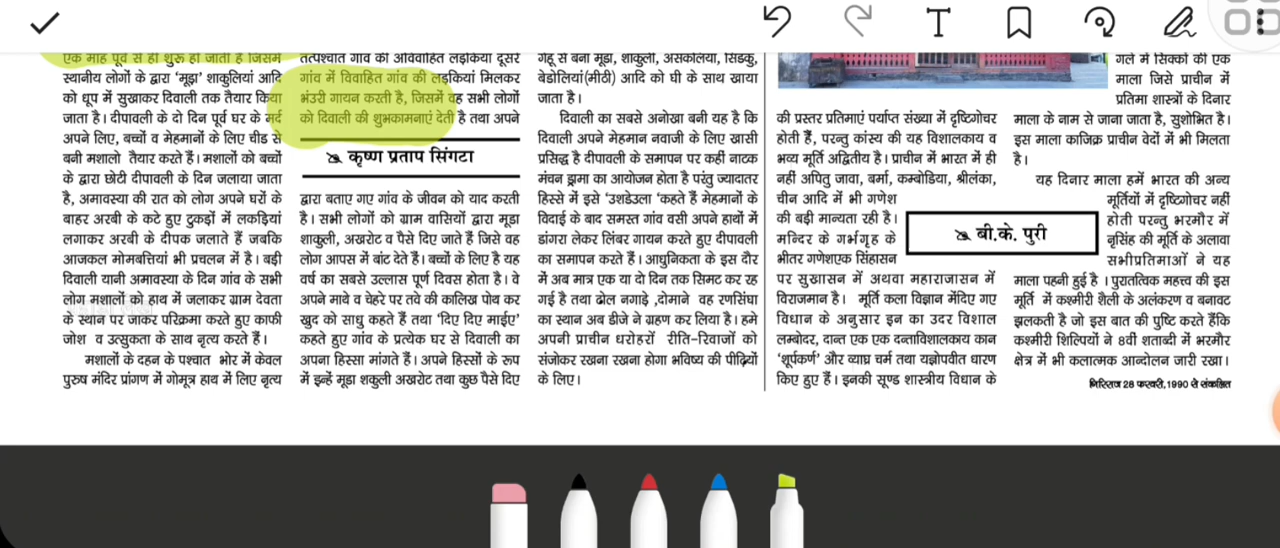 एक माह पूर्व से ही शुरू हो जाती है जिसमें
स्थानीय लोगों के द्वारा ‘मूझा’ शाकुलियां आदि
को धूप में सुखाकर दिवाली तक तैयार किया
जाता है। दीपावली के दो दिन पूर्व घर के मर्द
अपने लिए, बच्चों व मेहमानों के लिए चीड से
बनी मशालो तैयार करते हैं। मशालों को बच्चों
के द्वारा छोटी दीपावली के दिन जलाया जाता
है, अमावस्या की रात को लोग अपने घरों के
बाहर अरबी के कटे हुए टुकड़ों में लकड़ियां
लगाकर अरबी के दीपक जलाते हैं जबकि
आजकल मोमबत्तियां भी प्रचलन में है। बड़ी
दिवाली यानी अमावस्या के दिन गांव के सभी
लोग मशालों को हाथ में जलाकर ग्राम देवता
के स्थान पर जाकर परिक्रमा करते हुए काफी
जोश व उत्सुकता के साथ नृत्य करते हैं।
मशालों के दहन के पश्चात भोर में केवल
पुरुष मंदिर प्रांगण में गोमूत्र हाथ में लिए नृत्य
तत्पश्चात गांव की अविवाहित लड़कियां दूसरे
गांव में विवाहित गांव की लड़कियां मिलकर
भंउरी गायन करती है, जिसमें वह सभी लोगों
को दिवाली की शुभकामनाएं देती है तथा अपने
कृष्ण प्रताप सिंगटा
द्वारा बताए गए गांव के जीवन को याद करती
है। सभी लोगों को ग्राम वासियों द्वारा मूडा
शाकुली, अखरोट व पैसे दिए जाते हैं जिसे वह
लोग आपस में बांट देते हैं। बच्चों के लिए है यह
वर्ष का सबसे उल्लास पूर्ण दिवस होता है। वे
अपने माथे व चेहरे पर तवे की कालिख पोथ कर
खुद को साधु कहते हैं तथा ‘दिए दिए माईए’
कहते हुए गांव के प्रत्येक घर से दिवाली का
अपना हिस्सा मांगते हैं। अपने हिस्सों के रूप
में इन्हें मूडा शकुली अखरोट तथा कुछ पैसे दिए
गेहू से बना मूझा, शाकुली, असकलिया, सिडकु,
बेडोलियां(मीठी) आदि को घी के साथ खाया
जाता है।
दिवाली का सबसे अनोखा बनी यह है कि
दिवाली अपने मेहमान नवाजी के लिए खासी
प्रसिद्ध है दीपावली के समापन पर कहीं नाटक
मंचन ड्रामा का आयोजन होता है परंतु ज्यादातर
हिस्से में इसे ‘उशडेउला ‘कहते हैं मेहमानों के
विदाई के बाद समस्त गांव वसी अपने हाथों में
डांगरा लेकर लिंबर गायन करते हुए दीपावली
का समापन करते हैं। आधुनिकता के इस दौर
में अब मात्र एक या दो दिन तक सिमट कर रह
गई है तथा ढोल नगाड़े ,दोमाने वह रणसिंघा
का स्थान अब डीजे ने ग्रहण कर लिया है। हमे
अपनी प्राचीन धरोहरों रीति-रिवाजों को
संजोकर रखना रखना होगा भविष्य की पीढ़ियों
के लिए।
की प्रस्तर प्रतिमाएं पर्याप्त संख्या में दृष्टिगोचर
होती हैं, परन्तु कांस्य की यह विशालकाय व
भव्य मूर्ति अद्वितीय है। प्राचीन में भारत में ही
नहीं अपितु जावा, बर्मा, कम्बोडिया, श्रीलंका,
चीन आदि में भी गणेश
की बड़ी मान्यता रही है।
मन्दिर के गर्भगृह के
भीतर गणेशएक सिंहासन
पर सुखासन में अथवा महाराजासन में
विराजमान है। मूर्ति कला विज्ञान मेंदिए गए
विधान के अनुसार इन का उदर विशाल
लम्बोदर, दान्त एक एक दन्ताविशालकाय कान
‘शूर्पकर्ण’ और व्याघ्र चर्म तथा यज्ञोपवीत धारण
किए हुए हैं। इनकी सूण्ड शास्त्रीय विधान के
बी.के. पुरी
गले में सिक्कों की एक
माला जिसे प्राचीन में
प्रतिमा शास्त्रों के दिनार
माला के नाम से जाना जाता है, सुशोभित है।
इस माला काजिक्र प्राचीन वेदों में भी मिलता
है।
यह दिनार माला हमें भारत की अन्य
मूर्तियों में दृष्टिगोचर नहीं
होती परन्तु भरमौर में
नृसिंह की मूर्ति के अलावा
सभीप्रतिमाओं ने यह
माला पहनी हुई है । पुरातत्विक महत्त्व की इस
मूर्ति में कश्मीरी शैली के अलंकरण व बनावट
झलकती है जो इस बात की पुष्टि करते हैंकि
कश्मीरी शिल्पियों ने 8वीं शताब्दी में भरमौर
क्षेत्र में भी कलात्मक आन्दोलन जारी रखा।
गिरिराज 28 फरवरी, 1990 से संकलित